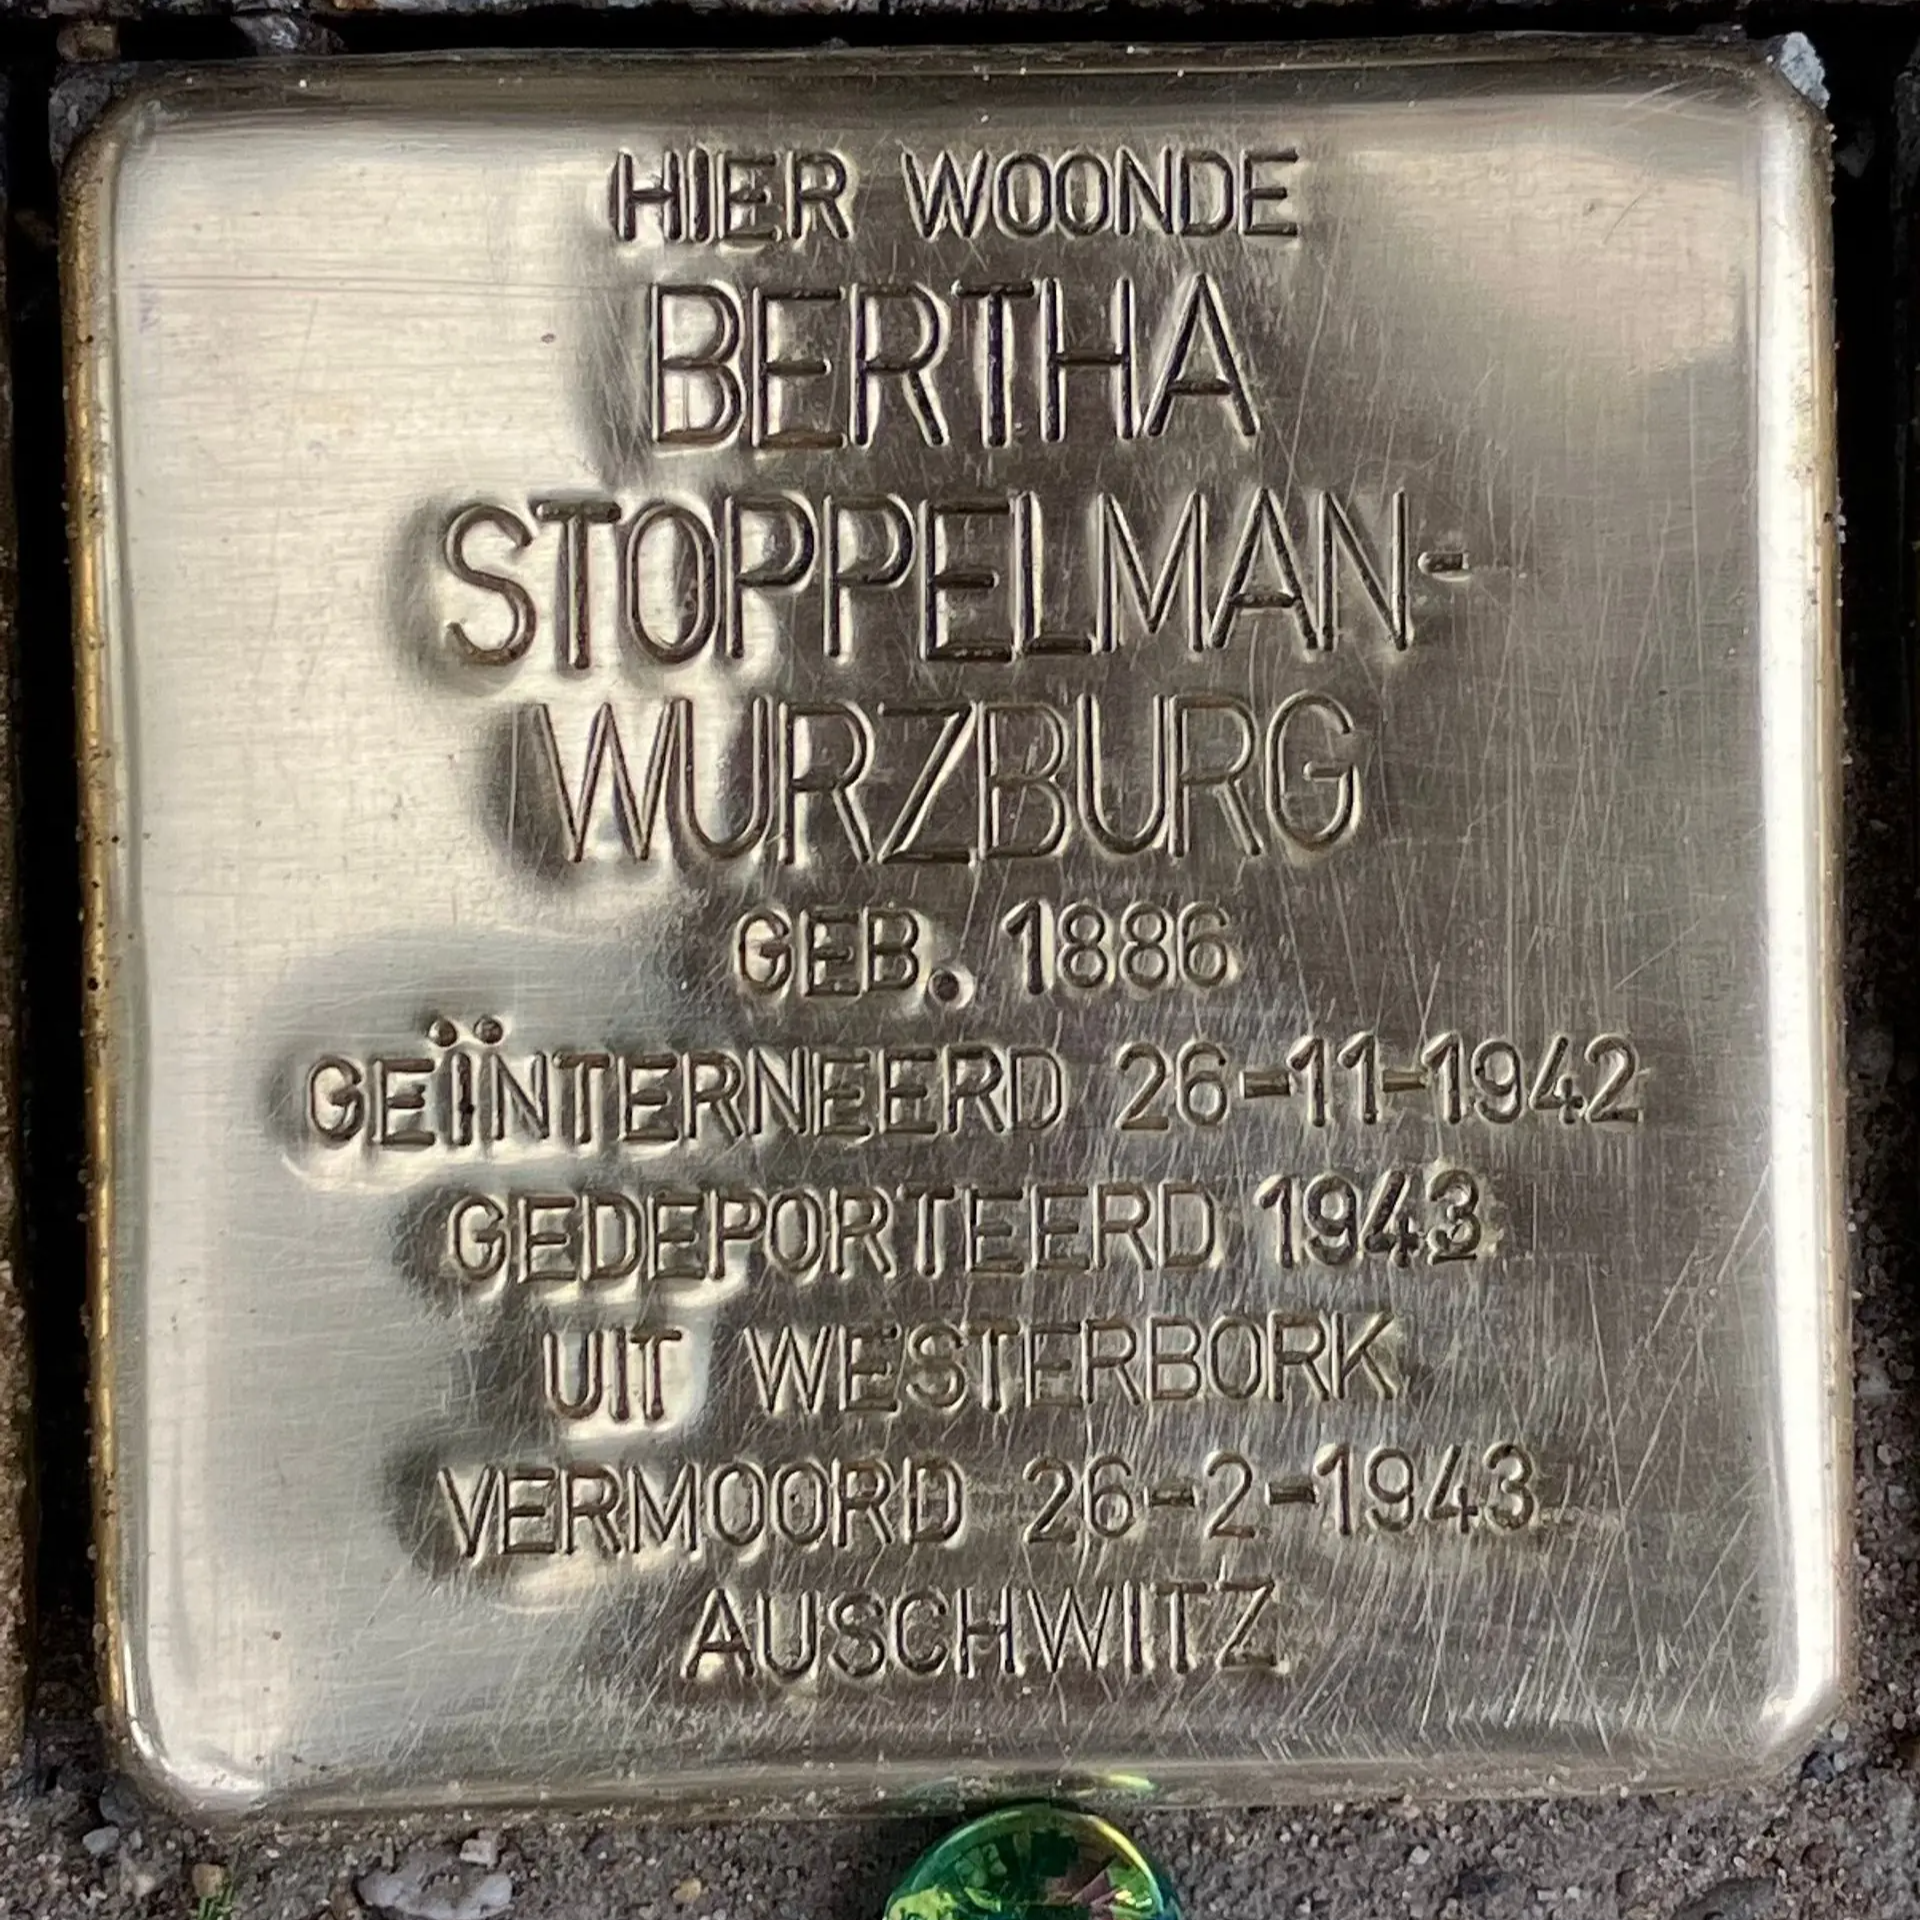 HIER WOONDE
BERTHA
STOPPELMAN-
WURZBURG
GEB. 1886
GEÏNTERNEERD 26-11-1942
GEDEPORTEERD 1943
UIT WESTERBORK
VERMOORD 26-2-1943
AUSCHWITZ